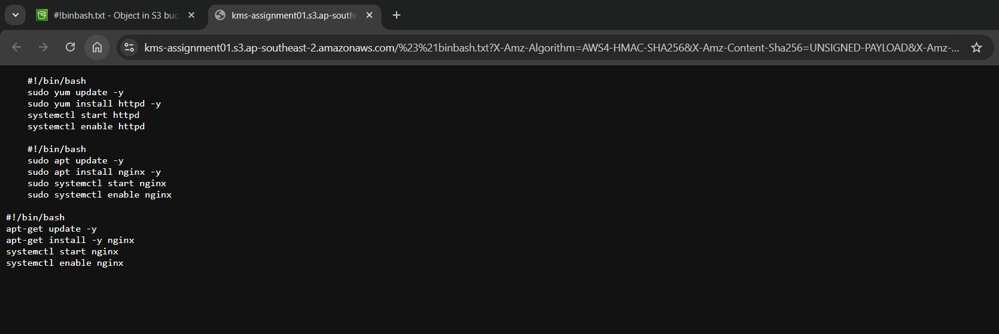 #!binbash.txt - Object in S3 buc
kms-assignment01.s3.ap-southe
kms-assignment01.s3.ap-southeast-2.amazonaws.com/%23%21binbash.txt?X-Amz-Algorithm=AWS4-HMAC-SHA256&X-Amz-Content-Sha256=UNSIGNED-PAYLOAD&X-Amz-...
#!/bin/bash
sudo yum update -y
sudo yum install httpd -y
systemctl start httpd
systemctl enable httpd
#!/bin/bash
sudo apt update -y
sudo apt install nginx -y
sudo systemctl start nginx
sudo systemctl enable nginx
#!/bin/bash
apt-get update -y
apt-get install -y nginx
systemctl start nginx
systemctl enable nginx